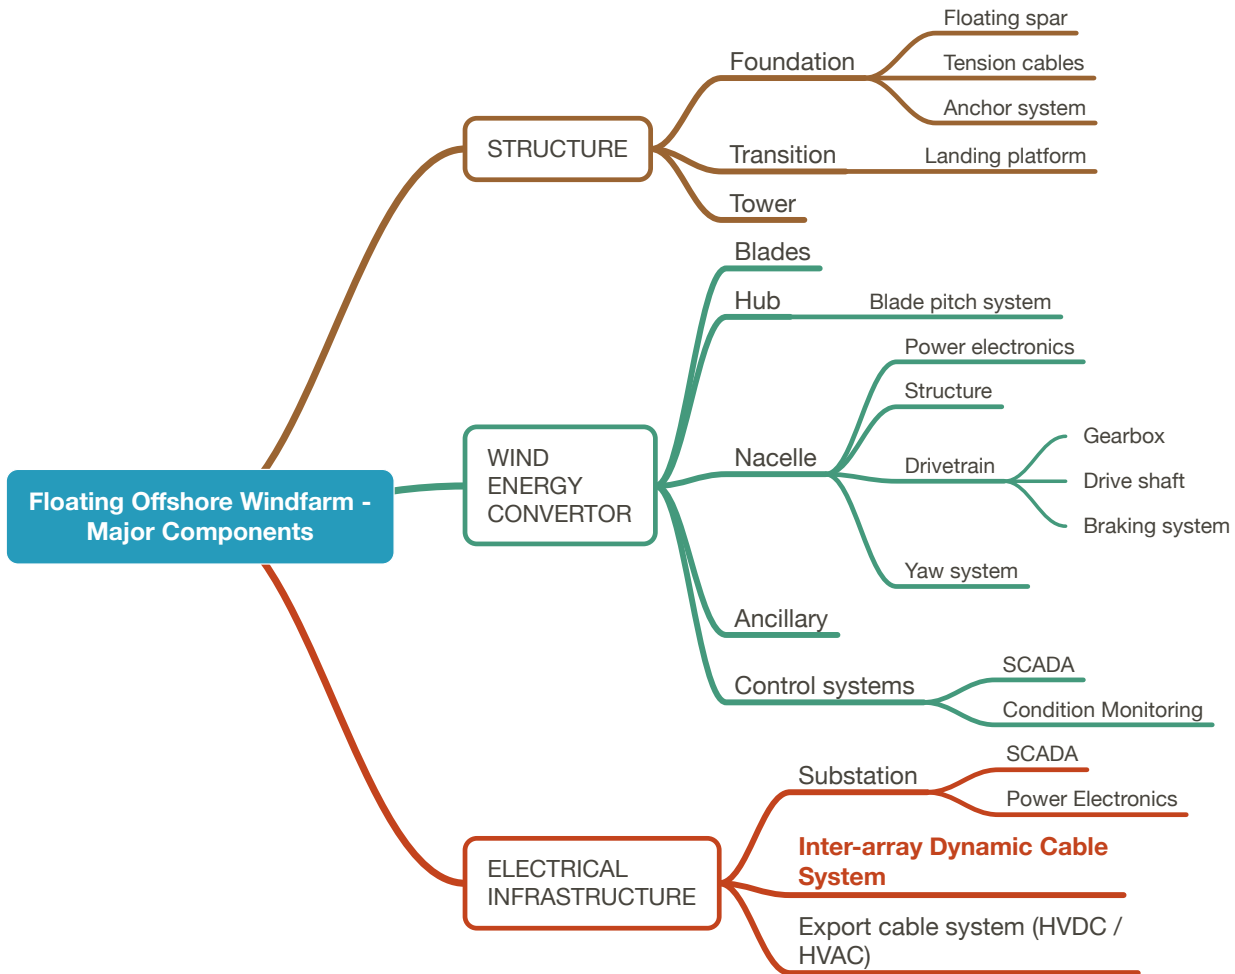 Floating Offshore Windfarm -
Major Components
STRUCTURE
Foundation
Floating spar
Tension cables
Anchor system
Transition
Landing platform
Tower
WIND
ENERGY
CONVERTOR
Blades
Hub
Blade pitch system
Nacelle
Power electronics
Structure
Drivetrain
Gearbox
Drive shaft
Braking system
Yaw system
Ancillary
Control systems
SCADA
Condition Monitoring
ELECTRICAL
INFRASTRUCTURE
Substation
SCADA
Power Electronics
Inter-array Dynamic Cable
System
Export cable system (HVDC /
HVAC)